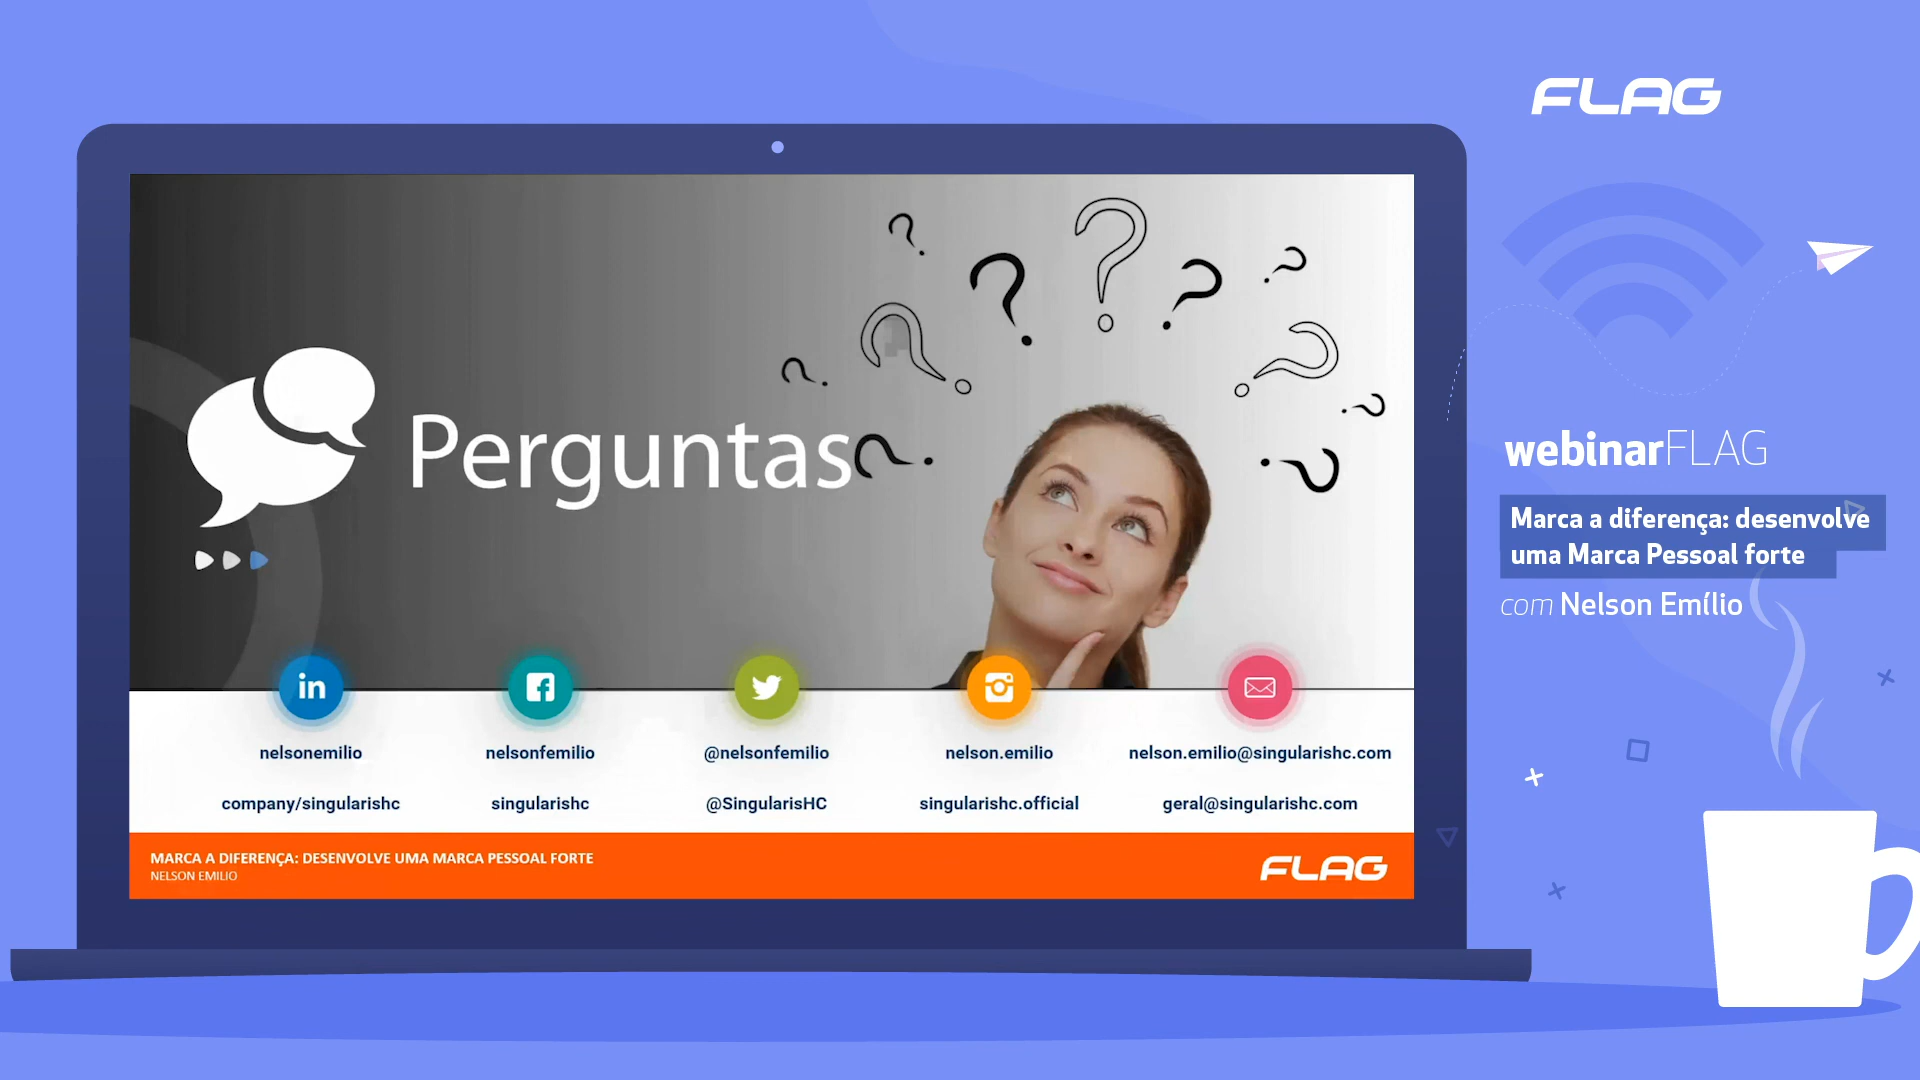 FLAG
Perguntas
in
nelsonemilio
nelsonfemilio
@nelsonfemilio
nelson.emilio
nelson.emilio@singularishc.com
company/singularishc
singularishc
@SingularisHC
singularishc.official
geral@singularishc.com
MARCA A DIFERENÇA: DESENVOLVE UMA MARCA PESSOAL FORTE
NELSON EMILIO
FLAG
webinarFLAG
Marca a diferença: desenvolve
uma Marca Pessoal forte
com Nelson Emílio